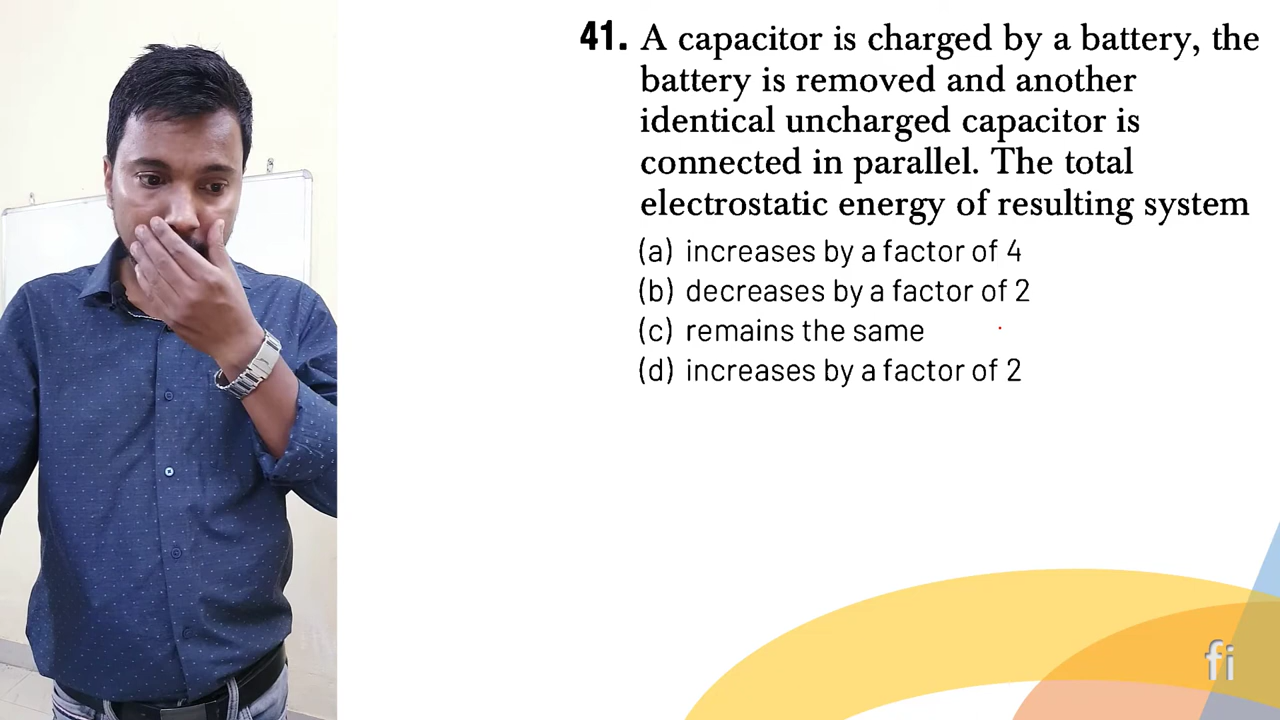 41. A capacitor is charged by a battery, the
battery is removed and another
identical uncharged capacitor is
connected in parallel. The total
electrostatic energy of resulting system
(a) increases by a factor of 4
(b) decreases by a factor of 2
(c) remains the same
(d) increases by a factor of 2
fi